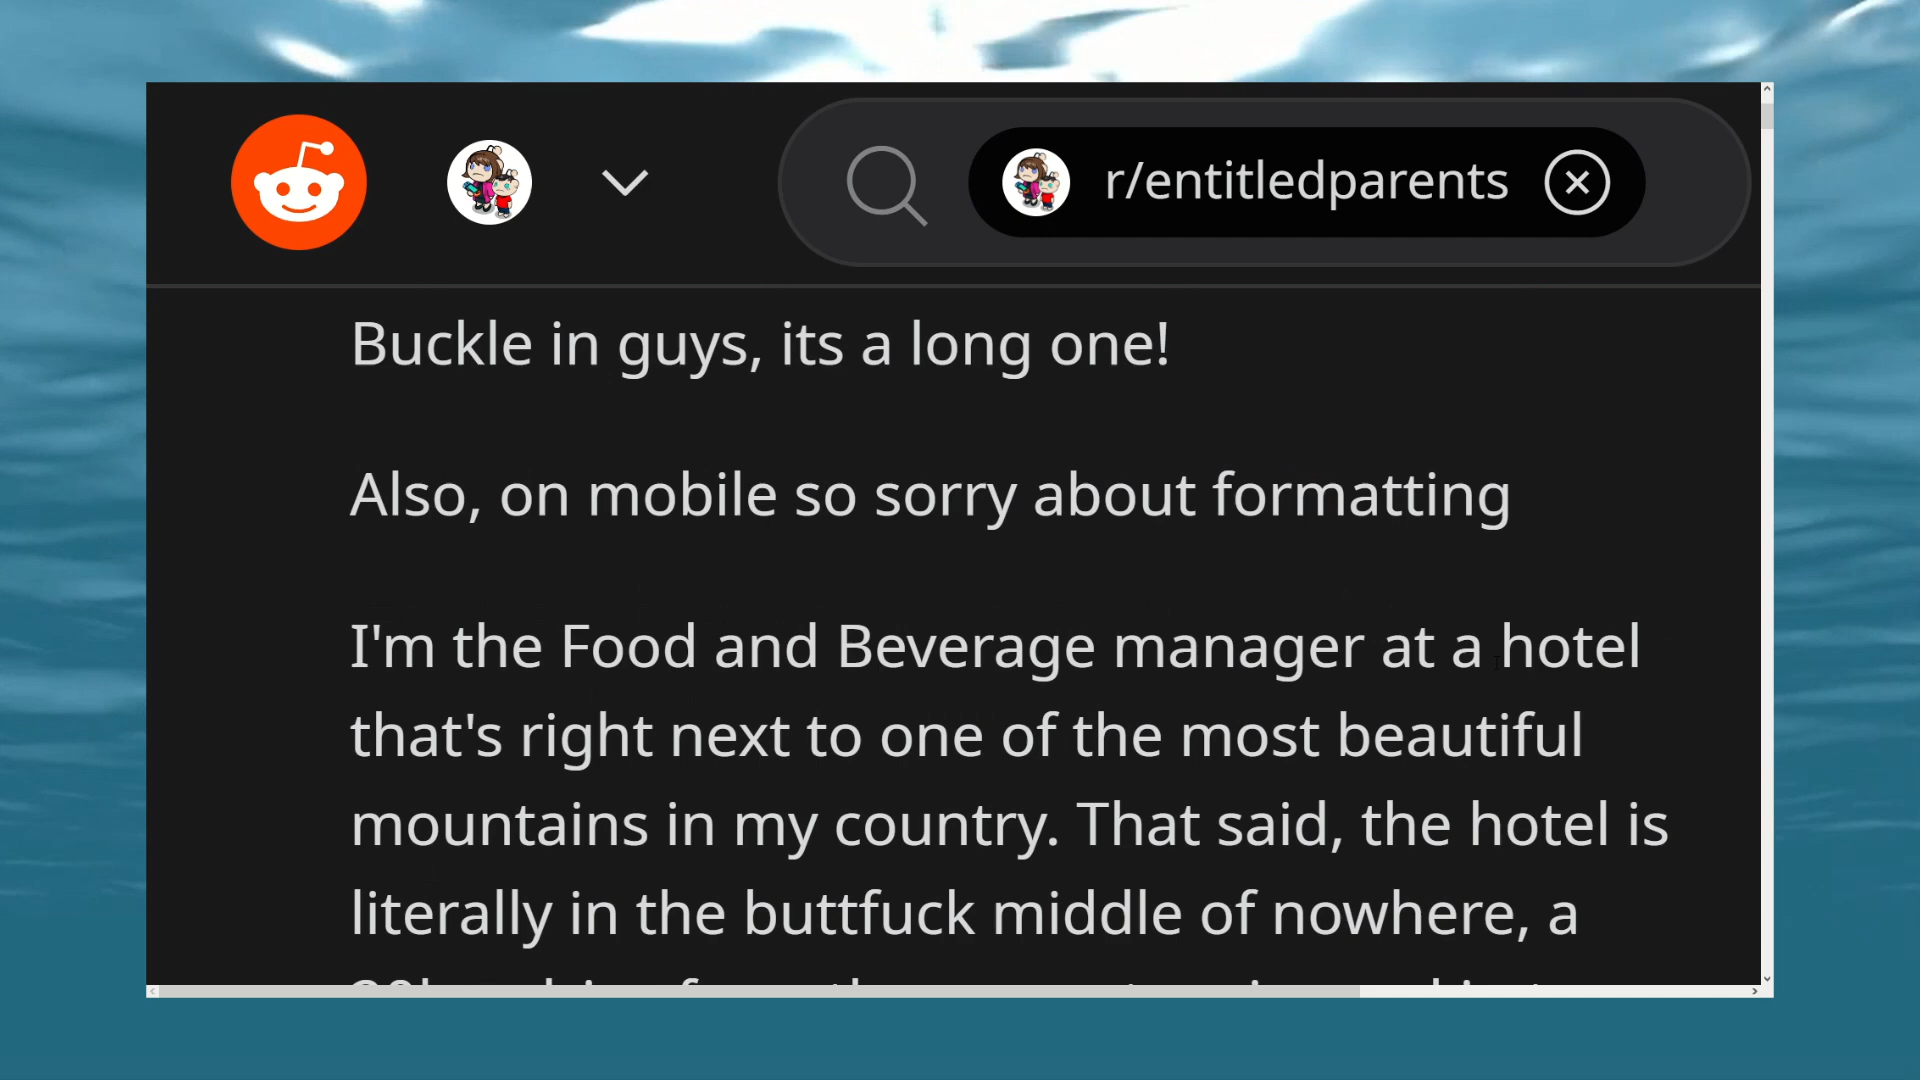 r/entitledparents
Buckle in guys, its a long one!
Also, on mobile so sorry about formatting
I'm the Food and Beverage manager at a hotel
that's right next to one of the most beautiful
mountains in my country. That said, the hotel is
literally in the buttfuck middle of nowhere, a